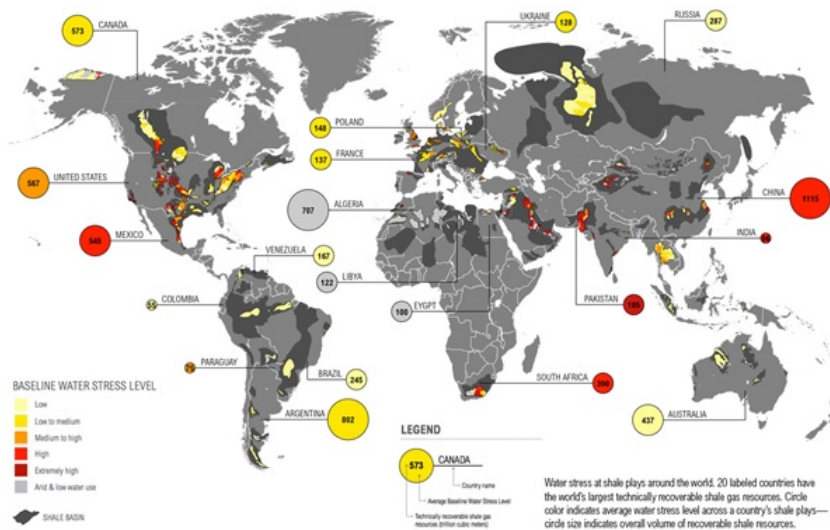 UKRAINE
128
RUSSIA
287
CANADA
573
POLAND
148
FRANCE
137
UNITED STATES
567
ALGERIA
707
CHINA
1115
MEXICO
545
INDIA
VENEZUELA
167
LIBYA
122
COLOMBIA
55
EYGPT
100
PAKISTAN
105
PARAGUAY
75
BRAZIL
245
SOUTH AFRICA
390
ARGENTINA
802
AUSTRALIA
437
BASELINE WATER STRESS LEVEL
Low
Low to medium
Medium to high
High
Extremely high
Arid & low water use
SHALE BASIN
LEGEND
573
CANADA
Country name
Average Baseline Water Stress Level
Technically recoverable shale gas
resources (trillion cubic meters)
Water stress at shale plays around the world. 20 labeled countries have
the world's largest technically recoverable shale gas resources. Circle
color indicates average water stress level across a country's shale plays—
circle size indicates overall volume of recoverable shale resources.